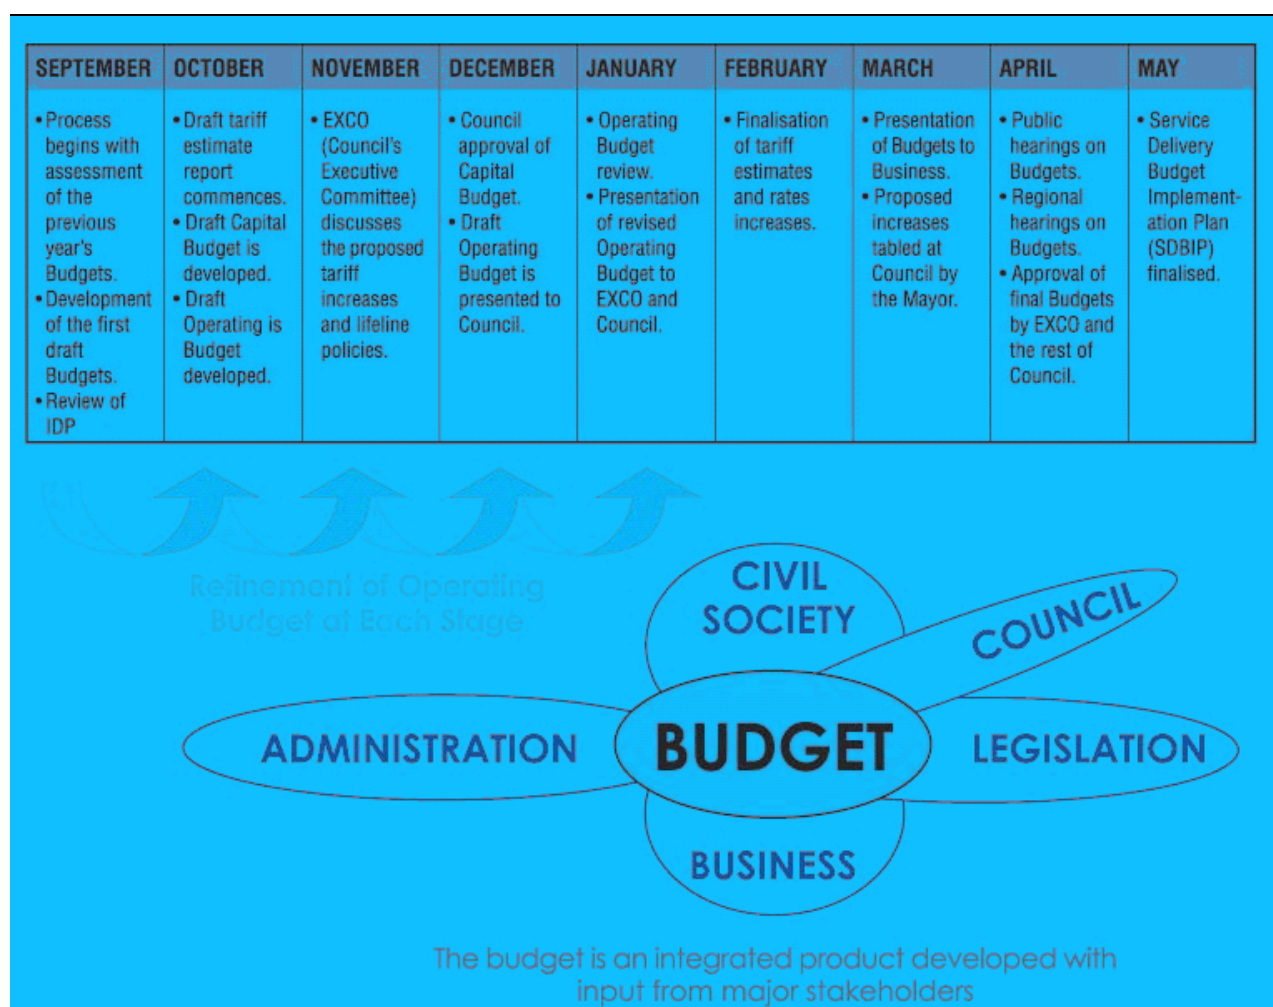 SEPTEMBER
• Process
begins with
assessment
of the
previous
year's
Budgets.
• Development
of the first
draft
Budgets.
• Review of
IDP
OCTOBER
• Draft tariff
estimate
report
commences.
• Draft Capital
Budget is
developed.
• Draft
Operating is
Budget
developed.
NOVEMBER
• EXCO
(Council's
Executive
Committee)
discusses
the proposed
tariff
increases
and lifeline
policies.
DECEMBER
• Council
approval of
Capital
Budget.
• Draft
Operating
Budget is
presented to
Council.
JANUARY
• Operating
Budget
review.
• Presentation
of revised
Operating
Budget to
EXCO and
Council.
FEBRUARY
• Finalisation
of tariff
estimates
and rates
increases.
MARCH
• Presentation
of Budgets to
Business.
• Proposed
increases
tabled at
Council by
the Mayor.
APRIL
• Public
hearings on
Budgets.
• Regional
hearings on
Budgets.
• Approval of
final Budgets
by EXCO and
the rest of
Council.
MAY
• Service
Delivery
Budget
Implement-
ation Plan
(SDBIP)
finalised.
Refinement of Operating
Budget at Each Stage
CIVIL
SOCIETY
COUNCIL
ADMINISTRATION
BUDGET
LEGISLATION
BUSINESS
The budget is an integrated product developed with
input from major stakeholders